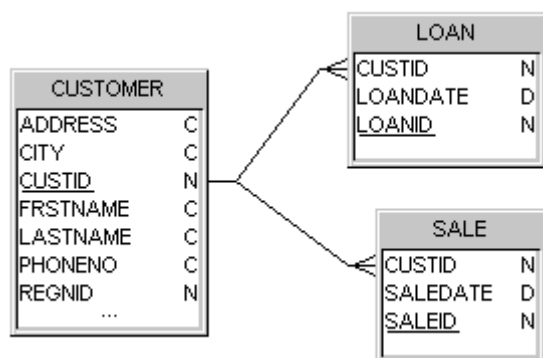 CUSTOMER
ADDRESS C
CITY C
CUSTID N
FRSTNAME C
LASTNAME C
PHONENO C
REGNID N
...
LOAN
CUSTID N
LOANDATE D
LOANID N
SALE
CUSTID N
SALEDATE D
SALEID N